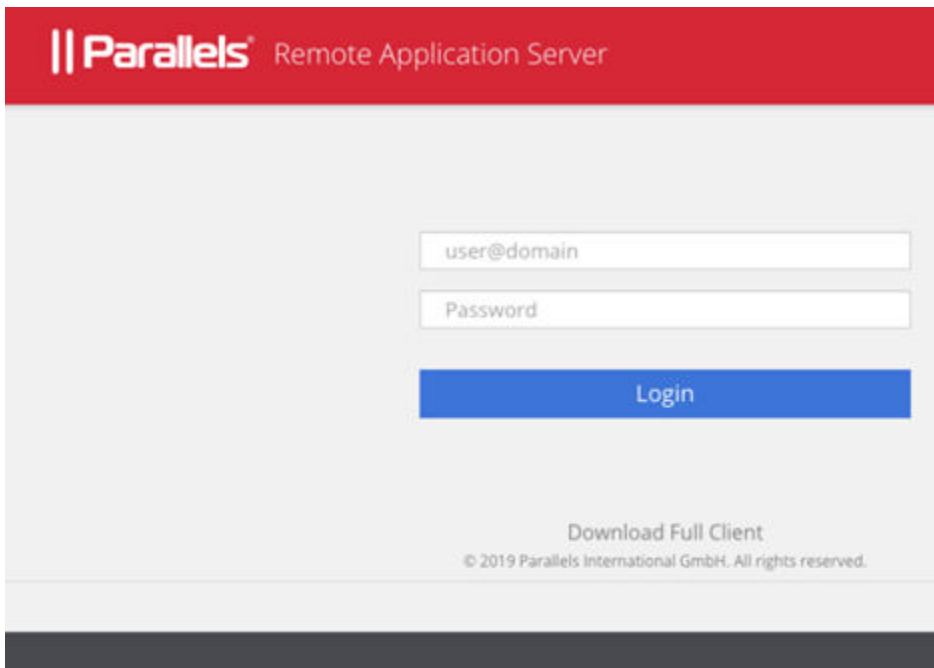 Parallels® Remote Application Server
user@domain
Password
Login
Download Full Client
© 2019 Parallels International GmbH. All rights reserved.